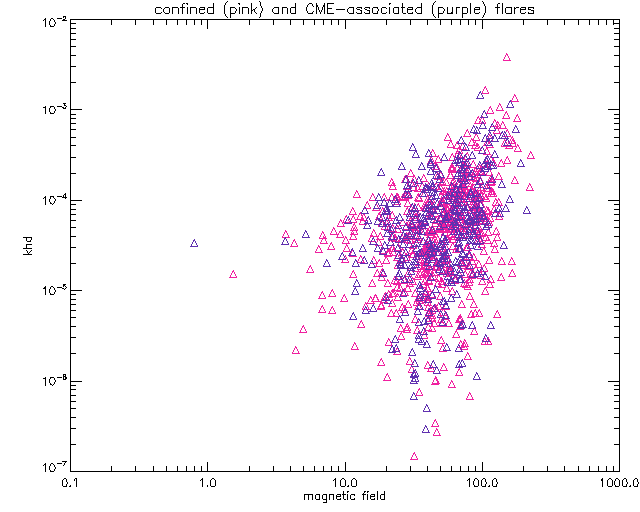 confined (pink) and CME-associated (purple) flares
10^-2
10^-3
10^-4
10^-5
10^-6
10^-7
khd
0.1 1.0 10.0 100.0 1000.0
magnetic field